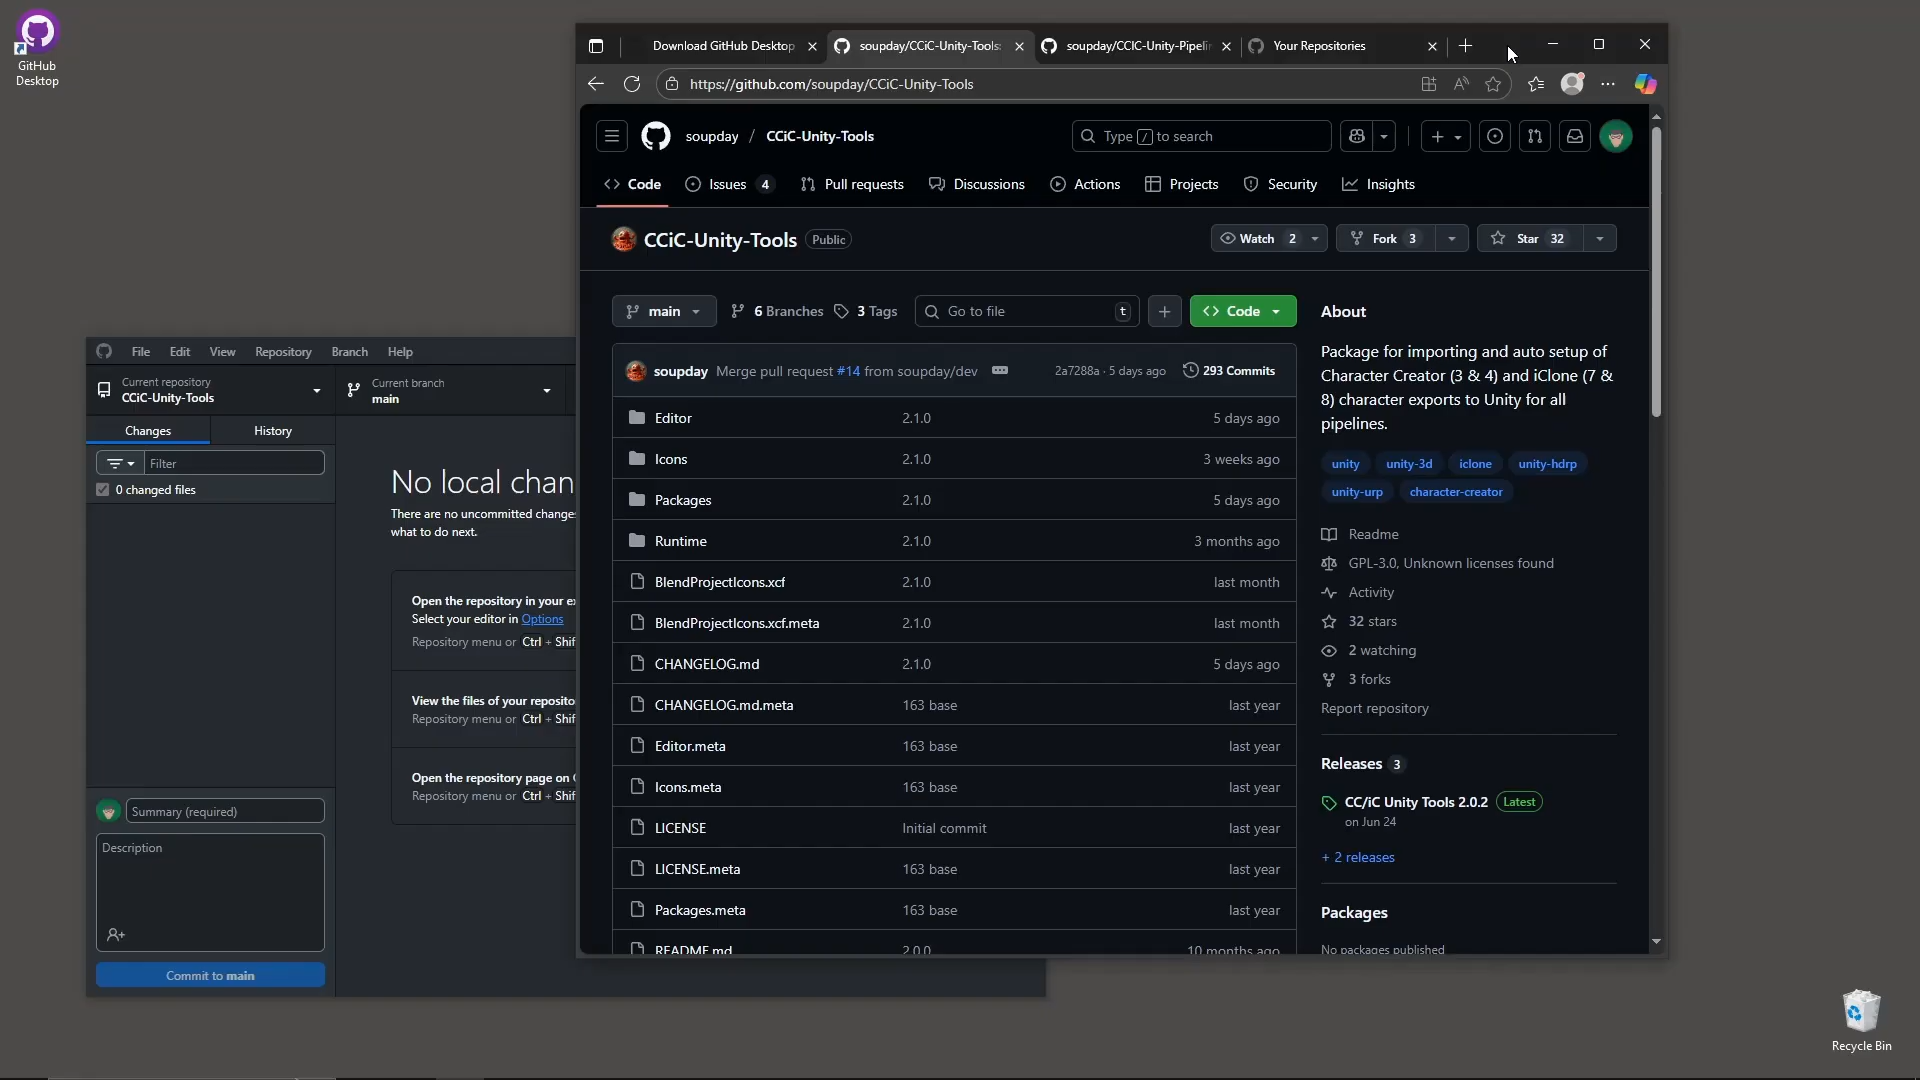 GitHub
Desktop
Download GitHub Desktop
soupday/CCiC-Unity-Tools:
soupday/CCIC-Unity-Pipelin
Your Repositories
https://github.com/soupday/CCiC-Unity-Tools
soupday / CCiC-Unity-Tools
Type / to search
Code
Issues 4
Pull requests
Discussions
Actions
Projects
Security
Insights
CCiC-Unity-Tools Public
Watch 2
Fork 3
Star 32
main
6 Branches
3 Tags
Go to file
t
Code
soupday Merge pull request #14 from soupday/dev
2a7288a · 5 days ago
293 Commits
Editor 2.1.0 5 days ago
Icons 2.1.0 3 weeks ago
Packages 2.1.0 5 days ago
Runtime 2.1.0 3 months ago
BlendProjectIcons.xcf 2.1.0 last month
BlendProjectIcons.xcf.meta 2.1.0 last month
CHANGELOG.md 2.1.0 5 days ago
CHANGELOG.md.meta 163 base last year
Editor.meta 163 base last year
Icons.meta 163 base last year
LICENSE Initial commit last year
LICENSE.meta 163 base last year
Packages.meta 163 base last year
README.md 2.0.0 10 months ago
About
Package for importing and auto setup of
Character Creator (3 & 4) and iClone (7 &
8) character exports to Unity for all
pipelines.
unity unity-3d iclone unity-hdrp
unity-urp character-creator
Readme
GPL-3.0, Unknown licenses found
Activity
32 stars
2 watching
3 forks
Report repository
Releases 3
CC/iC Unity Tools 2.0.2 Latest
on Jun 24
+ 2 releases
Packages
No packages published
File Edit View Repository Branch Help
Current repository
CCiC-Unity-Tools
Current branch
main
Changes
History
Filter
0 changed files
No local chan
There are no uncommitted changes
what to do next.
Open the repository in your ex
Select your editor in Options
Repository menu or Ctrl + Shif
View the files of your reposito
Repository menu or Ctrl + Shif
Open the repository page on G
Repository menu or Ctrl + Shif
Summary (required)
Description
Commit to main
Recycle Bin